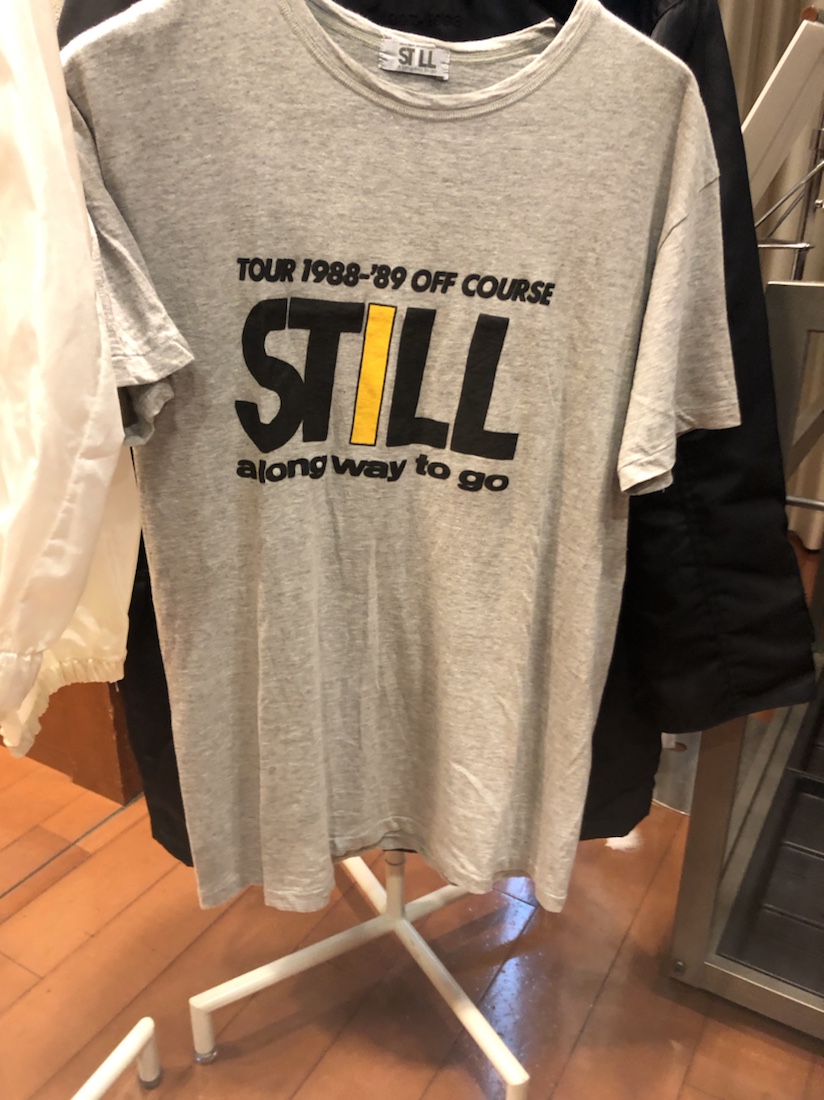 STILL
TOUR 1988-'89 OFF COURSE
STILL
a long way to go